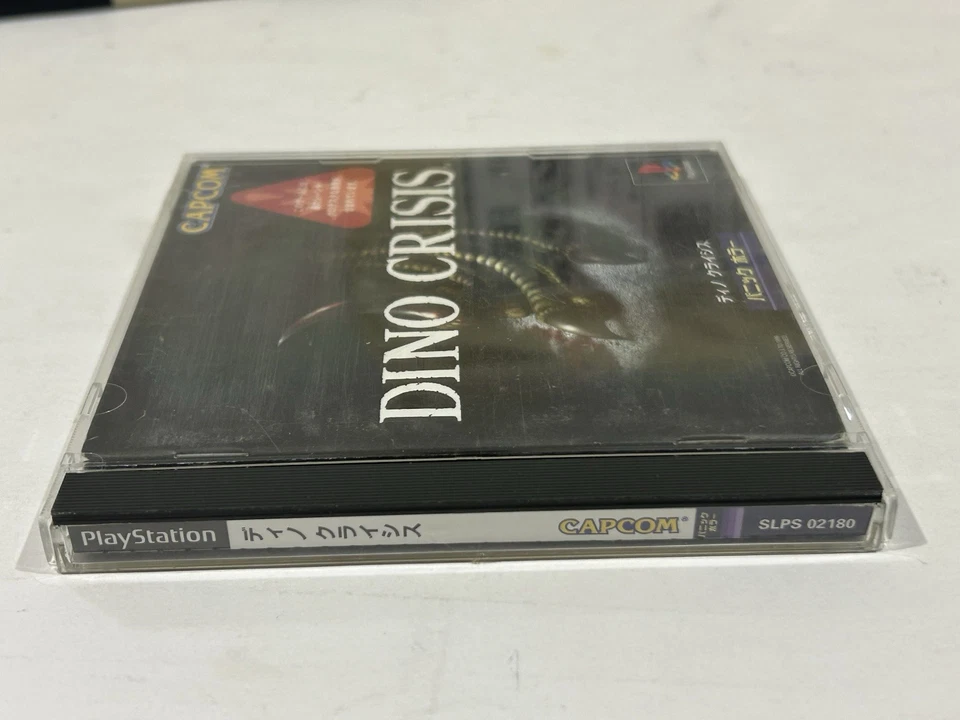 CAPCOM
DINO CRISIS
ディノ クライシス
パニック ホラー
PlayStation
ディノ クライシス
CAPCOM
パニック
ホラー
SLPS 02180